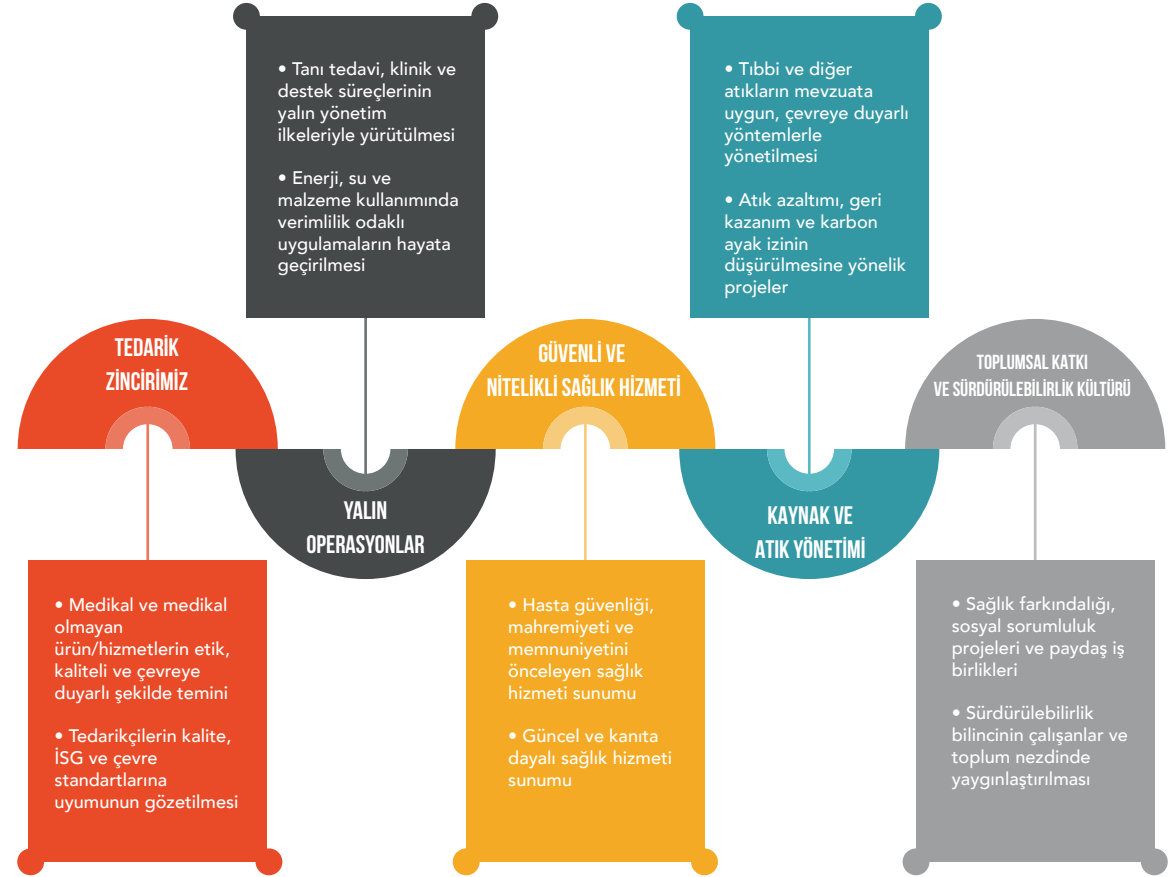 • Tanı tedavi, klinik ve
destek süreçlerinin
yalın yönetim
ilkeleriyle yürütülmesi
• Enerji, su ve
malzeme kullanımında
verimlilik odaklı
uygulamaların hayata
geçirilmesi
• Tıbbi ve diğer
atıkların mevzuata
uygun, çevreye duyarlı
yöntemlerle
yönetilmesi
• Atık azaltımı, geri
kazanım ve karbon
ayak izinin
düşürülmesine yönelik
projeler
TEDARİK
ZİNCİRİMİZ
GÜVENLİ VE
NİTELİKLİ SAĞLIK HİZMETİ
TOPLUMSAL KATKI
VE SÜRDÜRÜLEBİLİRLİK KÜLTÜRÜ
YALIN
OPERASYONLAR
KAYNAK VE
ATIK YÖNETİMİ
• Medikal ve medikal
olmayan
ürün/hizmetlerin etik,
kaliteli ve çevreye
duyarlı şekilde temini
• Tedarikçilerin kalite,
İSG ve çevre
standartlarına
uyumunun gözetilmesi
• Hasta güvenliği,
mahremiyeti ve
memnuniyetini
önceleyen sağlık
hizmeti sunumu
• Güncel ve kanıta
dayalı sağlık hizmeti
sunumu
• Sağlık farkındalığı,
sosyal sorumluluk
projeleri ve paydaş iş
birlikleri
• Sürdürülebilirlik
bilincinin çalışanlar ve
toplum nezdinde
yaygınlaştırılması